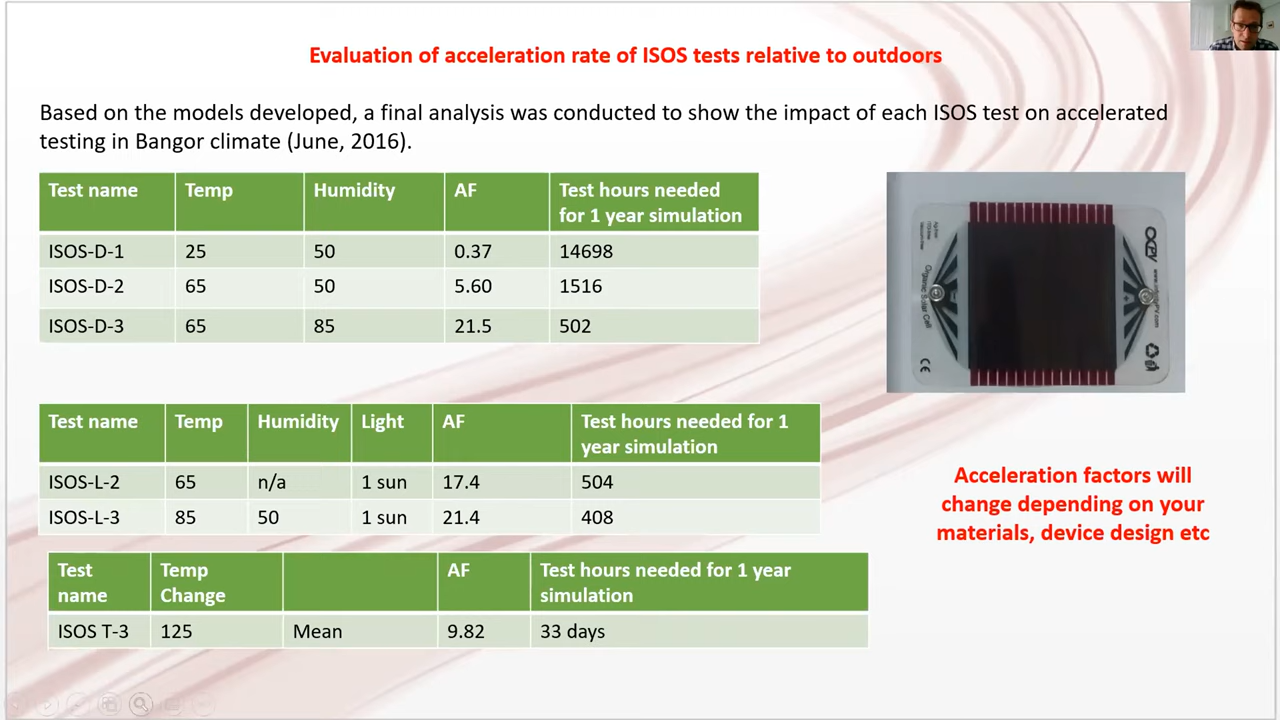 Evaluation of acceleration rate of ISOS tests relative to outdoors
Based on the models developed, a final analysis was conducted to show the impact of each ISOS test on accelerated
testing in Bangor climate (June, 2016).
Test name Temp Humidity AF Test hours needed
for 1 year simulation
ISOS-D-1 25 50 0.37 14698
ISOS-D-2 65 50 5.60 1516
ISOS-D-3 65 85 21.5 502
Organic Solar Cell
Test name Temp Humidity Light AF Test hours needed for 1
year simulation
ISOS-L-2 65 n/a 1 sun 17.4 504
ISOS-L-3 85 50 1 sun 21.4 408
Acceleration factors will
change depending on your
materials, device design etc
Test
name
Temp
Change
AF Test hours needed for 1 year
simulation
ISOS T-3 125 Mean 9.82 33 days